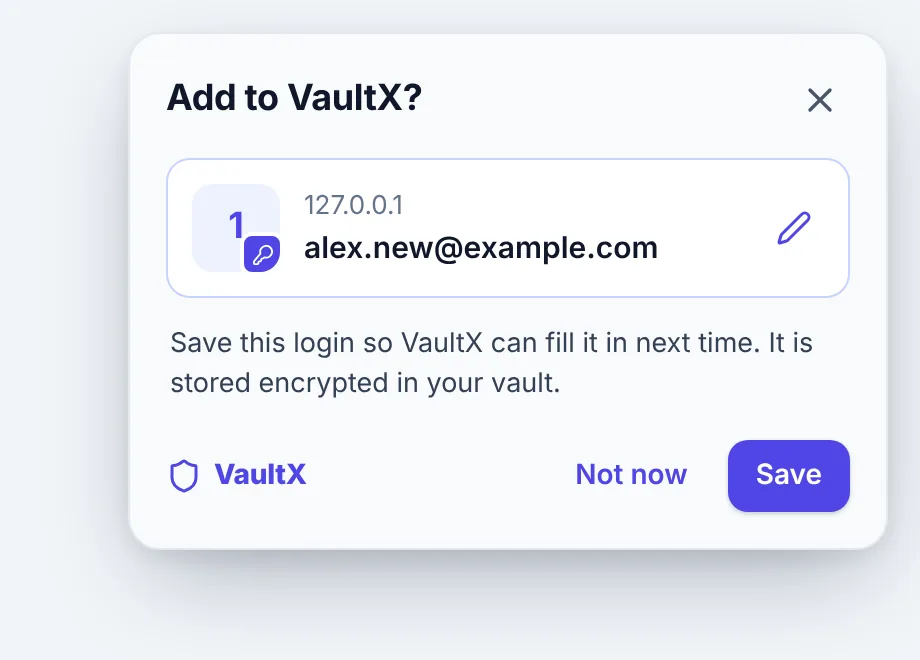 Add to VaultX?
1
127.0.0.1
alex.new@example.com
Save this login so VaultX can fill it in next time. It is
stored encrypted in your vault.
VaultX
Not now
Save